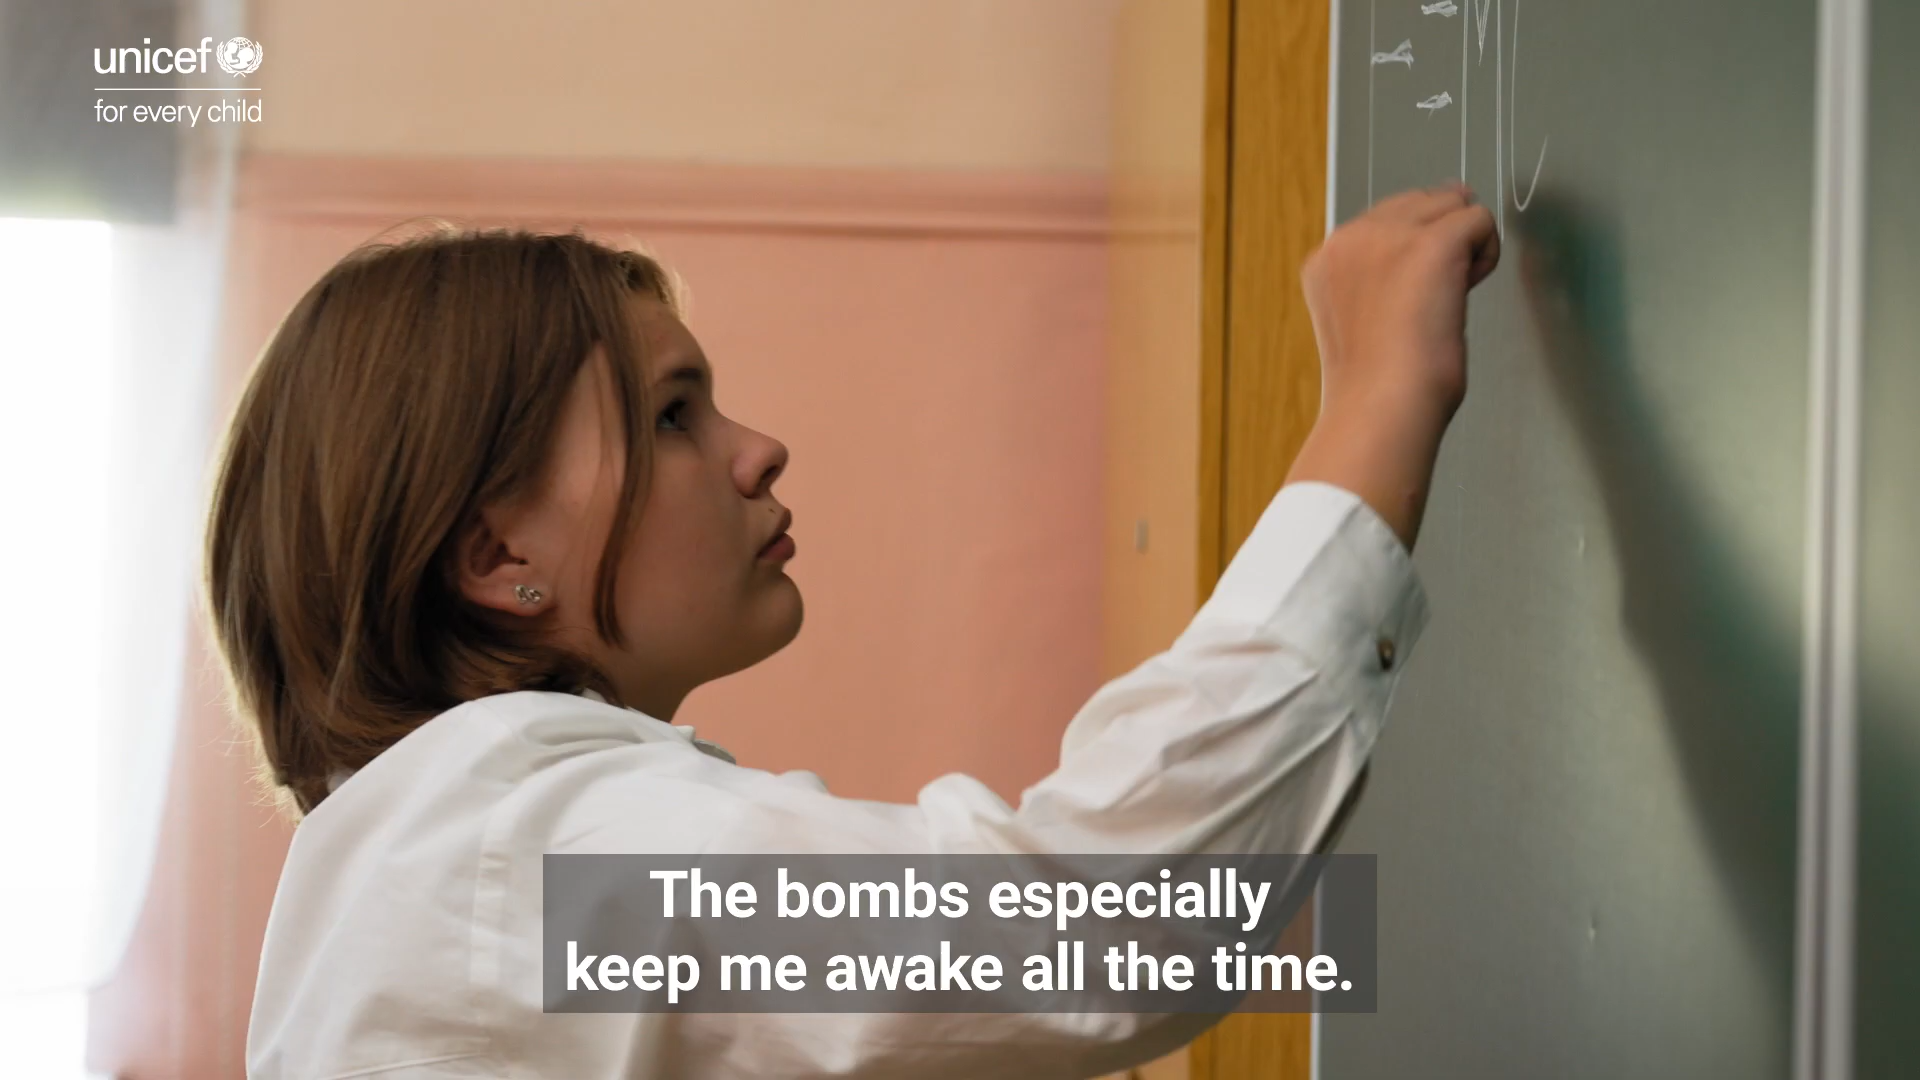 unicef
for every child
The bombs especially
keep me awake all the time.